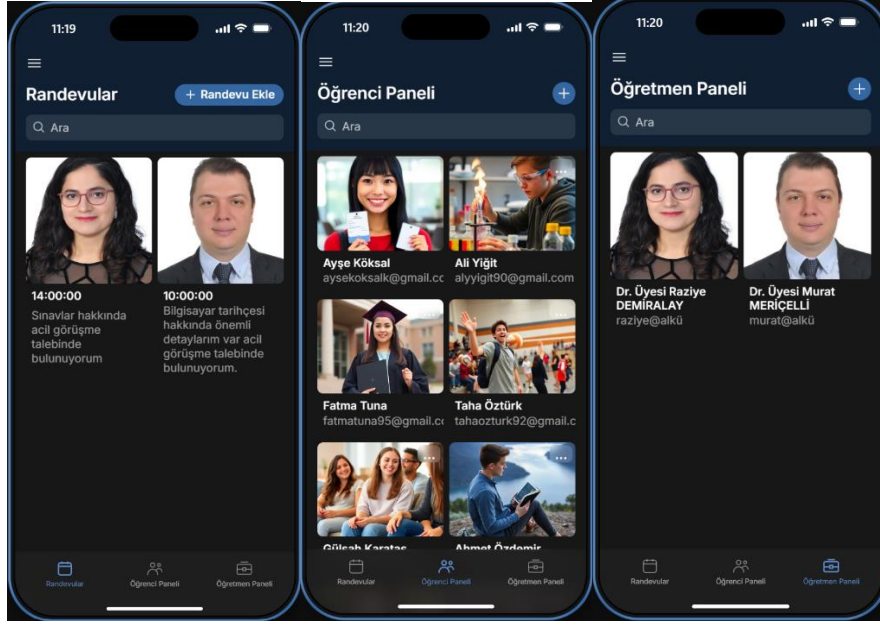 11:19
Randevular
+ Randevu Ekle
Ara
14:00:00
Sınavlar hakkında
acil görüşme
talebinde
bulunuyorum
10:00:00
Bilgisayar tarihçesi
hakkında önemli
detaylarım var acil
görüşme talebinde
bulunuyorum.
Randevular
Öğrenci Paneli
Öğretmen Paneli
11:20
Öğrenci Paneli
+
Ara
Ayşe Köksal
aysekoksalk@gmail.cc
Ali Yiğit
alyyigit90@gmail.com
Fatma Tuna
fatmatuna95@gmail.cc
Taha Öztürk
tahaozturk92@gmail.c
Gülşah Karataş
Ahmet Özdemir
Randevular
Öğrenci Paneli
Öğretmen Paneli
11:20
Öğretmen Paneli
+
Ara
Dr. Üyesi Raziye
DEMİRALAY
raziye@alkü
Dr. Üyesi Murat
MERİÇELLİ
murat@alkü
Randevular
Öğrenci Paneli
Öğretmen Paneli